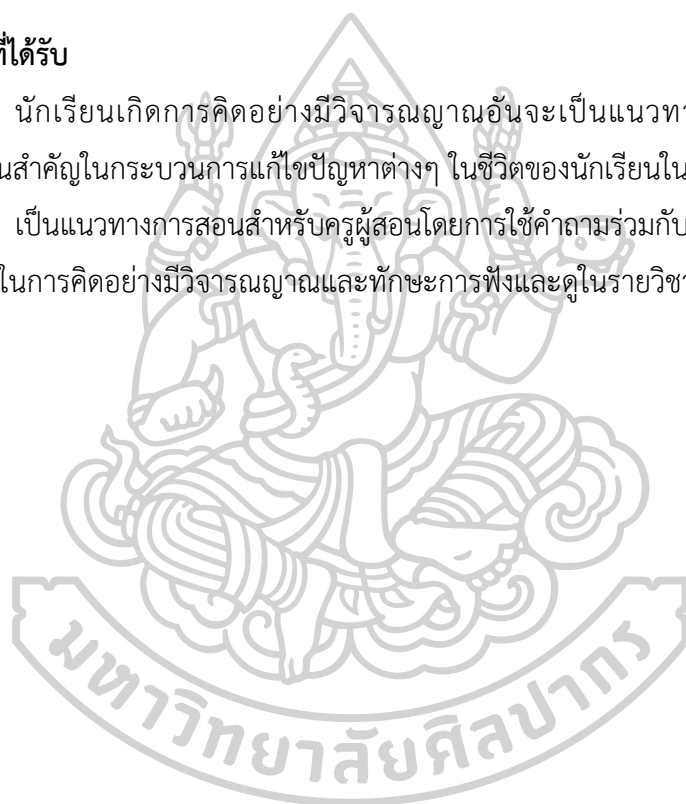 ที่ได้รับ
นักเรียนเกิดการคิดอย่างมีวิจารณญาณอันจะเป็นแนวทา
นสำคัญในกระบวนการแก้ไขปัญหาต่างๆ ในชีวิตของนักเรียนใน
เป็นแนวทางการสอนสำหรับครูผู้สอนโดยการใช้คำถามร่วมกับ
ในการคิดอย่างมีวิจารณญาณและทักษะการฟังและดูในรายวิชา
มหาวิทยาลัยศิลปากร